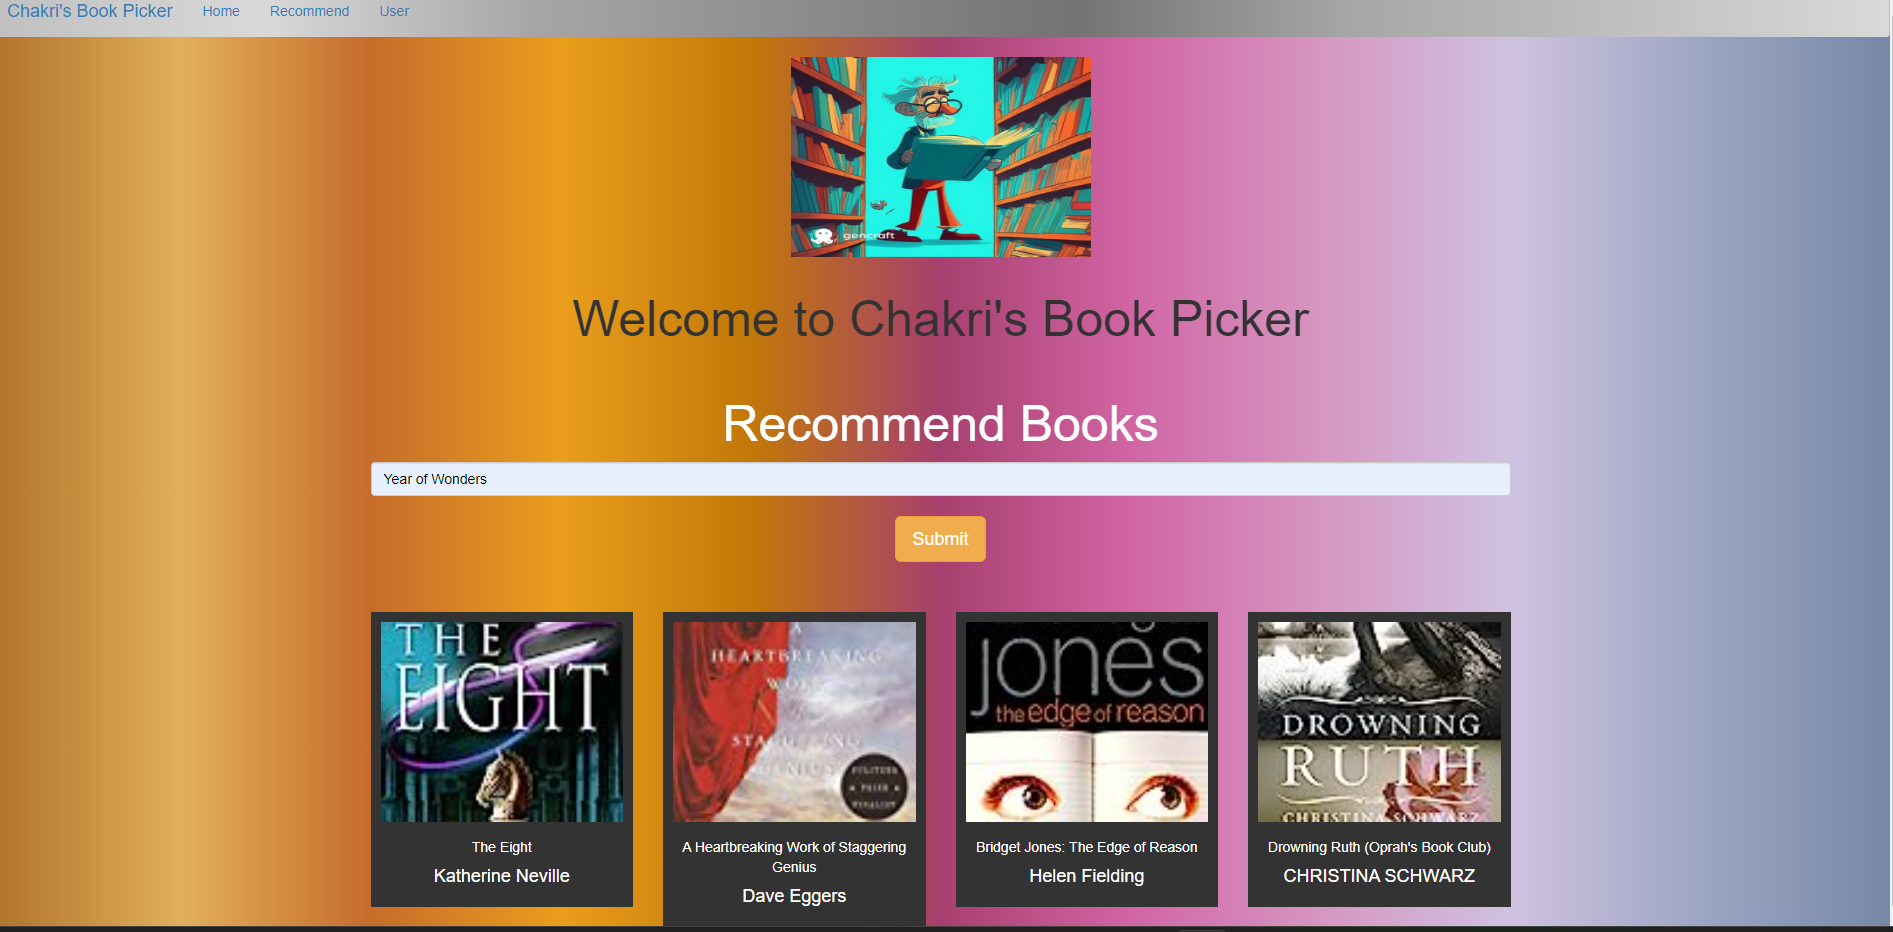 Chakri's Book Picker Home Recommend User
gencraft
Welcome to Chakri's Book Picker
Recommend Books
Year of Wonders
Submit
THE
EIGHT
A
HEARTBREAKING
WORK
STAGGERING
GENIUS
PULITZER
PRIZE
FINALIST
jones
the edge of reason
DROWNING
RUTH
CHRISTINA SCHWARZ
The Eight
Katherine Neville
A Heartbreaking Work of Staggering
Genius
Dave Eggers
Bridget Jones: The Edge of Reason
Helen Fielding
Drowning Ruth (Oprah's Book Club)
CHRISTINA SCHWARZ